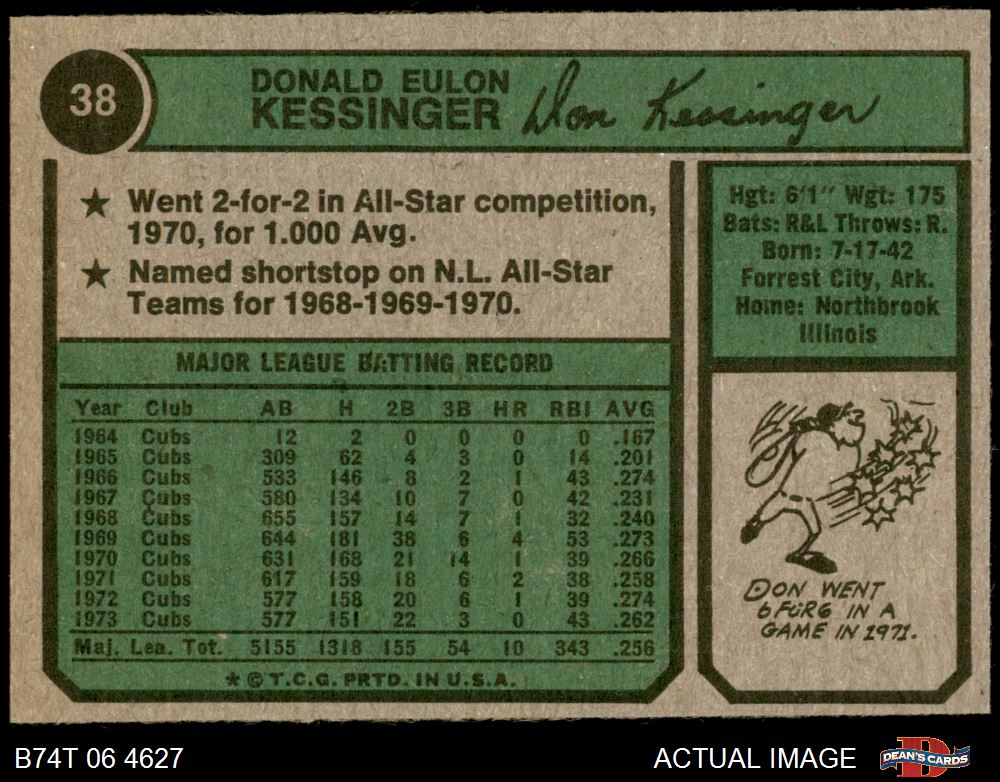 38
DONALD EULON
KESSINGER
Don Kessinger
★ Went 2-for-2 in All-Star competition,
1970, for 1.000 Avg.
★ Named shortstop on N.L. All-Star
Teams for 1968-1969-1970.
Hgt: 6'1" Wgt: 175
Bats: R&L Throws: R.
Born: 7-17-42
Forrest City, Ark.
Home: Northbrook
Illinois
MAJOR LEAGUE BATTING RECORD
Year Club AB H 2B 3B HR RBI AVG
1964 Cubs 12 2 0 0 0 0 .167
1965 Cubs 309 62 4 3 0 14 .201
1966 Cubs 533 146 8 2 1 43 .274
1967 Cubs 580 134 10 7 0 42 .231
1968 Cubs 655 157 14 7 1 32 .240
1969 Cubs 644 181 38 6 4 53 .273
1970 Cubs 631 168 21 14 1 39 .266
1971 Cubs 617 159 18 6 2 38 .258
1972 Cubs 577 158 20 6 1 39 .274
1973 Cubs 577 151 22 3 0 43 .262
Maj. Lea. Tot. 5155 1318 155 54 10 343 .256
* © T.C.G. PRTD. IN U.S.A.
DON WENT
6 FOR 6 IN A
GAME IN 1971.
B74T 06 4627
ACTUAL IMAGE
D
DEAN'S CARDS